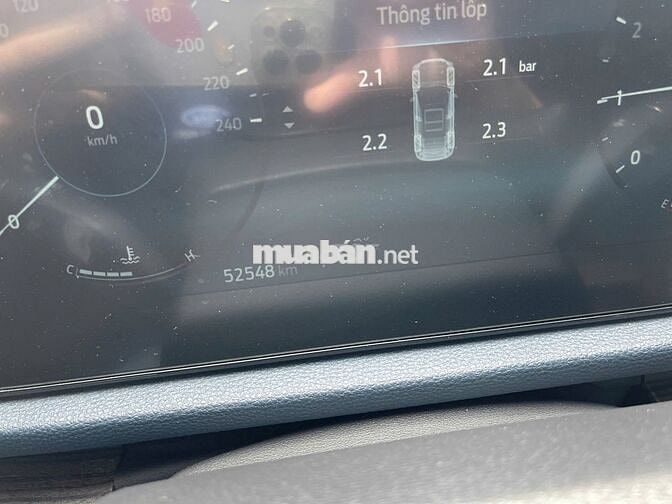 120
160
180
200
220
240
0
km/h
0
C
H
Thông tin lốp
2.1
2.1 bar
2.2
2.3
52548 km
muabán.net
2
1
0
E